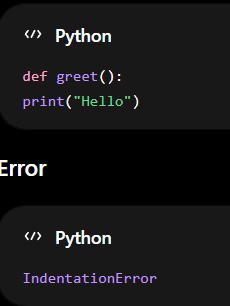 </> Python
def greet():
print("Hello")
Error
</> Python
IndentationError